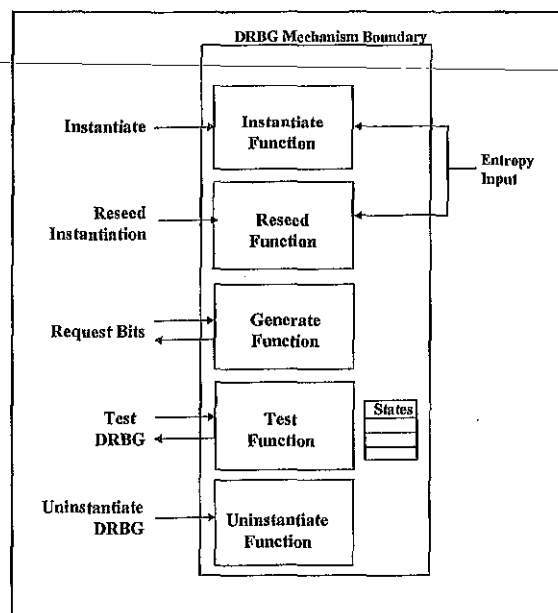 DRBG Mechanism Boundary
Instantiate
Instantiate
Function
Entropy
Input
Reseed
Instantiation
Reseed
Function
Request Bits
Generate
Function
Test
DRBG
Test
Function
States
Uninstantiate
DRBG
Uninstantiate
Function